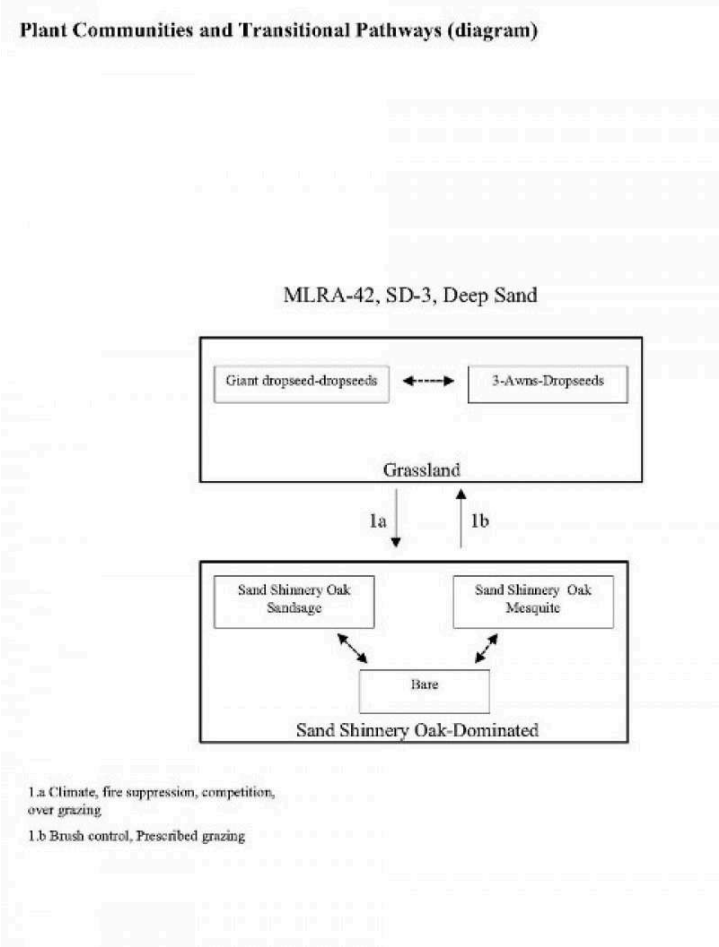 Plant Communities and Transitional Pathways (diagram)
MLRA-42, SD-3, Deep Sand
Giant dropseed-dropseeds
3-Awns-Dropseeds
Grassland
1a
1b
Sand Shinnery Oak
Sandsage
Sand Shinnery Oak
Mesquite
Bare
Sand Shinnery Oak-Dominated
1.a Climate, fire suppression, competition,
over grazing
1.b Brush control, Prescribed grazing